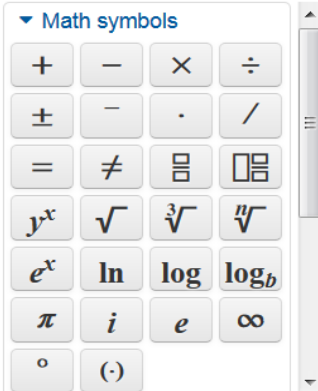 Math symbols
+ − × ÷
± − · /
= ≠
yˣ √ ∛ ⁿ√
eˣ ln log log_b
π i e ∞
° (·)